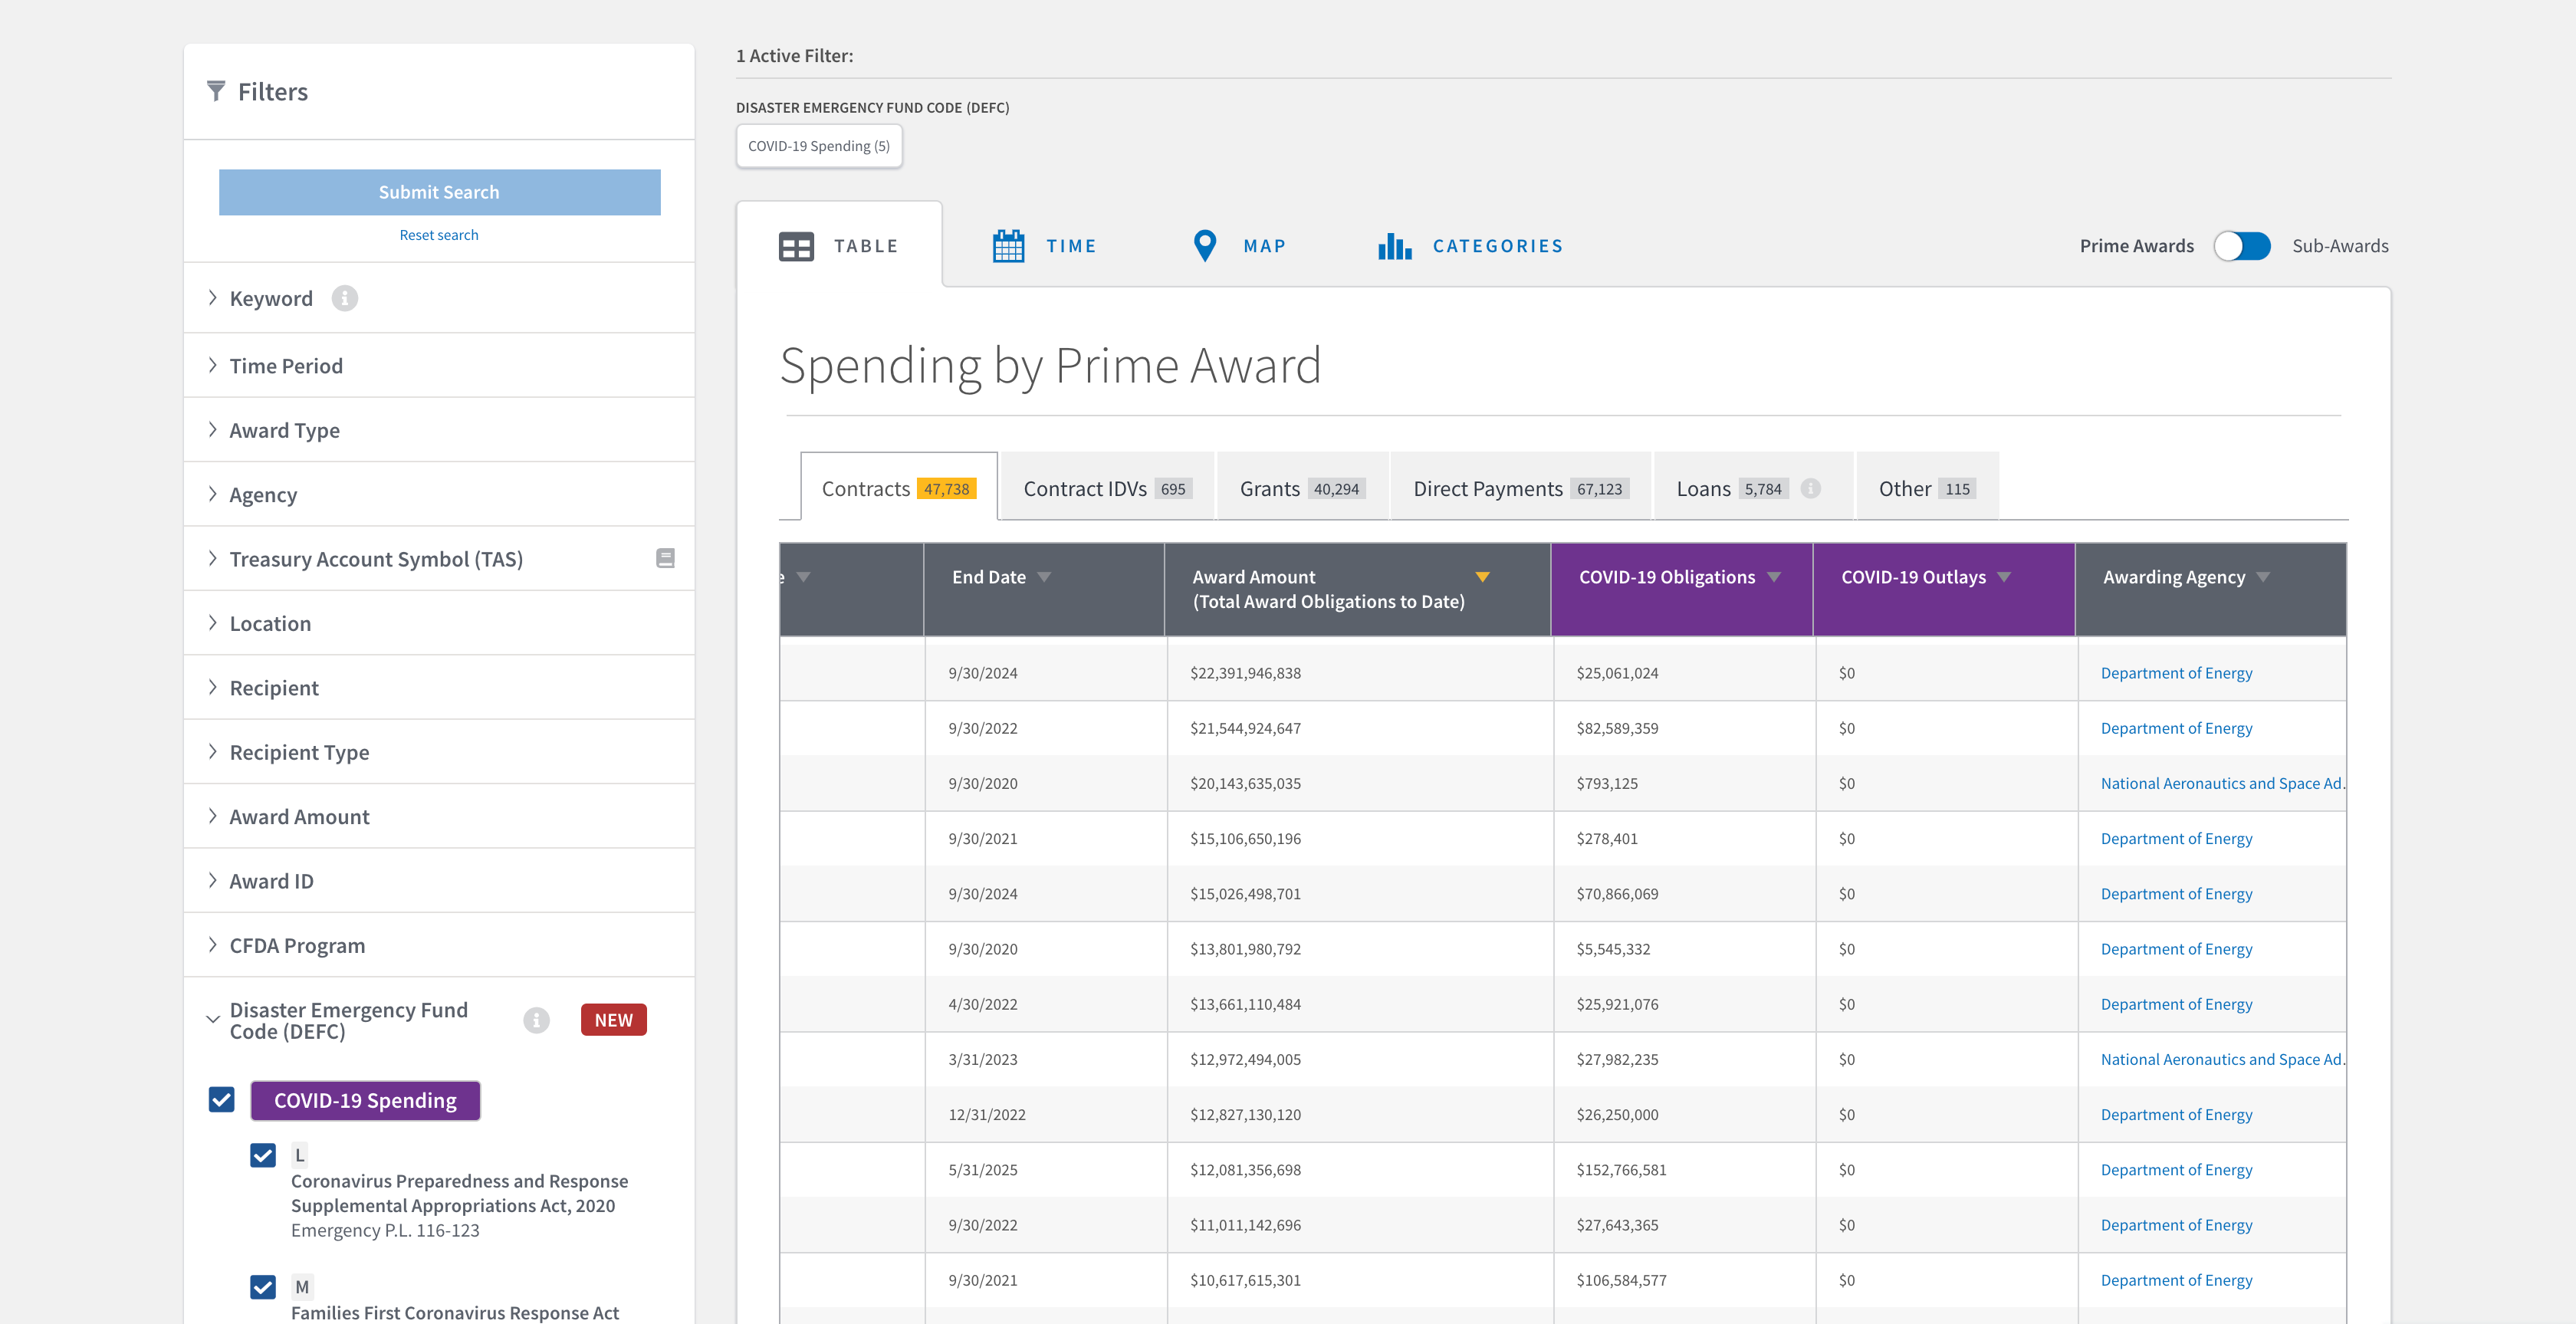 Filters
Submit Search
Reset search
Keyword
Time Period
Award Type
Agency
Treasury Account Symbol (TAS)
Location
Recipient
Recipient Type
Award Amount
Award ID
CFDA Program
Disaster Emergency Fund
Code (DEFC)
NEW
COVID-19 Spending
L
Coronavirus Preparedness and Response
Supplemental Appropriations Act, 2020
Emergency P.L. 116-123
M
Families First Coronavirus Response Act
1 Active Filter:
DISASTER EMERGENCY FUND CODE (DEFC)
COVID-19 Spending (5)
TABLE TIME MAP CATEGORIES
Prime Awards Sub-Awards
Spending by Prime Award
Contracts 47,738 Contract IDVs 695 Grants 40,294 Direct Payments 67,123 Loans 5,784 Other 115
e End Date Award Amount COVID-19 Obligations COVID-19 Outlays Awarding Agency
(Total Award Obligations to Date)
9/30/2024 $22,391,946,838 $25,061,024 $0 Department of Energy
9/30/2022 $21,544,924,647 $82,589,359 $0 Department of Energy
9/30/2020 $20,143,635,035 $793,125 $0 National Aeronautics and Space Ad.
9/30/2021 $15,106,650,196 $278,401 $0 Department of Energy
9/30/2024 $15,026,498,701 $70,866,069 $0 Department of Energy
9/30/2020 $13,801,980,792 $5,545,332 $0 Department of Energy
4/30/2022 $13,661,110,484 $25,921,076 $0 Department of Energy
3/31/2023 $12,972,494,005 $27,982,235 $0 National Aeronautics and Space Ad.
12/31/2022 $12,827,130,120 $26,250,000 $0 Department of Energy
5/31/2025 $12,081,356,698 $152,766,581 $0 Department of Energy
9/30/2022 $11,011,142,696 $27,643,365 $0 Department of Energy
9/30/2021 $10,617,615,301 $106,584,577 $0 Department of Energy